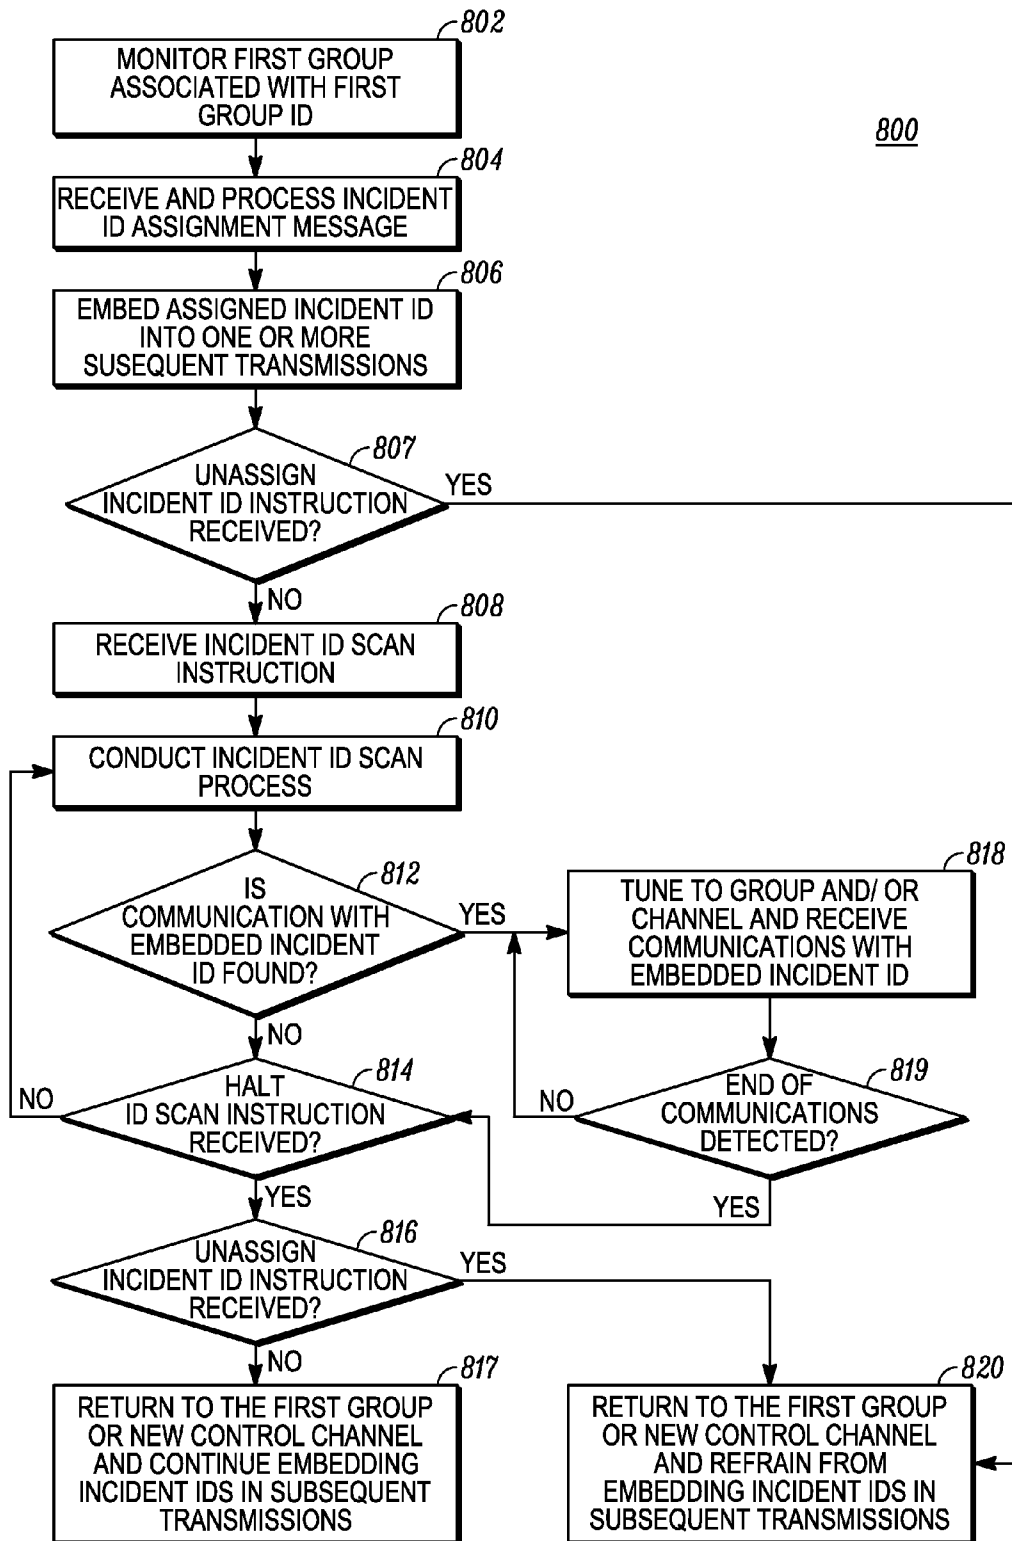 802
MONITOR FIRST GROUP
ASSOCIATED WITH FIRST
GROUP ID
800
804
RECEIVE AND PROCESS INCIDENT
ID ASSIGNMENT MESSAGE
806
EMBED ASSIGNED INCIDENT ID
INTO ONE OR MORE
SUSEQUENT TRANSMISSIONS
807
UNASSIGN
INCIDENT ID INSTRUCTION
RECEIVED?
YES
NO
808
RECEIVE INCIDENT ID SCAN
INSTRUCTION
810
CONDUCT INCIDENT ID SCAN
PROCESS
812
IS
COMMUNICATION WITH
EMBEDDED INCIDENT
ID FOUND?
YES
NO
818
TUNE TO GROUP AND/ OR
CHANNEL AND RECEIVE
COMMUNICATIONS WITH
EMBEDDED INCIDENT ID
814
HALT
ID SCAN INSTRUCTION
RECEIVED?
NO
YES
819
END OF
COMMUNICATIONS
DETECTED?
NO
YES
816
UNASSIGN
INCIDENT ID INSTRUCTION
RECEIVED?
YES
NO
817
RETURN TO THE FIRST GROUP
OR NEW CONTROL CHANNEL
AND CONTINUE EMBEDDING
INCIDENT IDS IN SUBSEQUENT
TRANSMISSIONS
820
RETURN TO THE FIRST GROUP
OR NEW CONTROL CHANNEL
AND REFRAIN FROM
EMBEDDING INCIDENT IDS IN
SUBSEQUENT TRANSMISSIONS